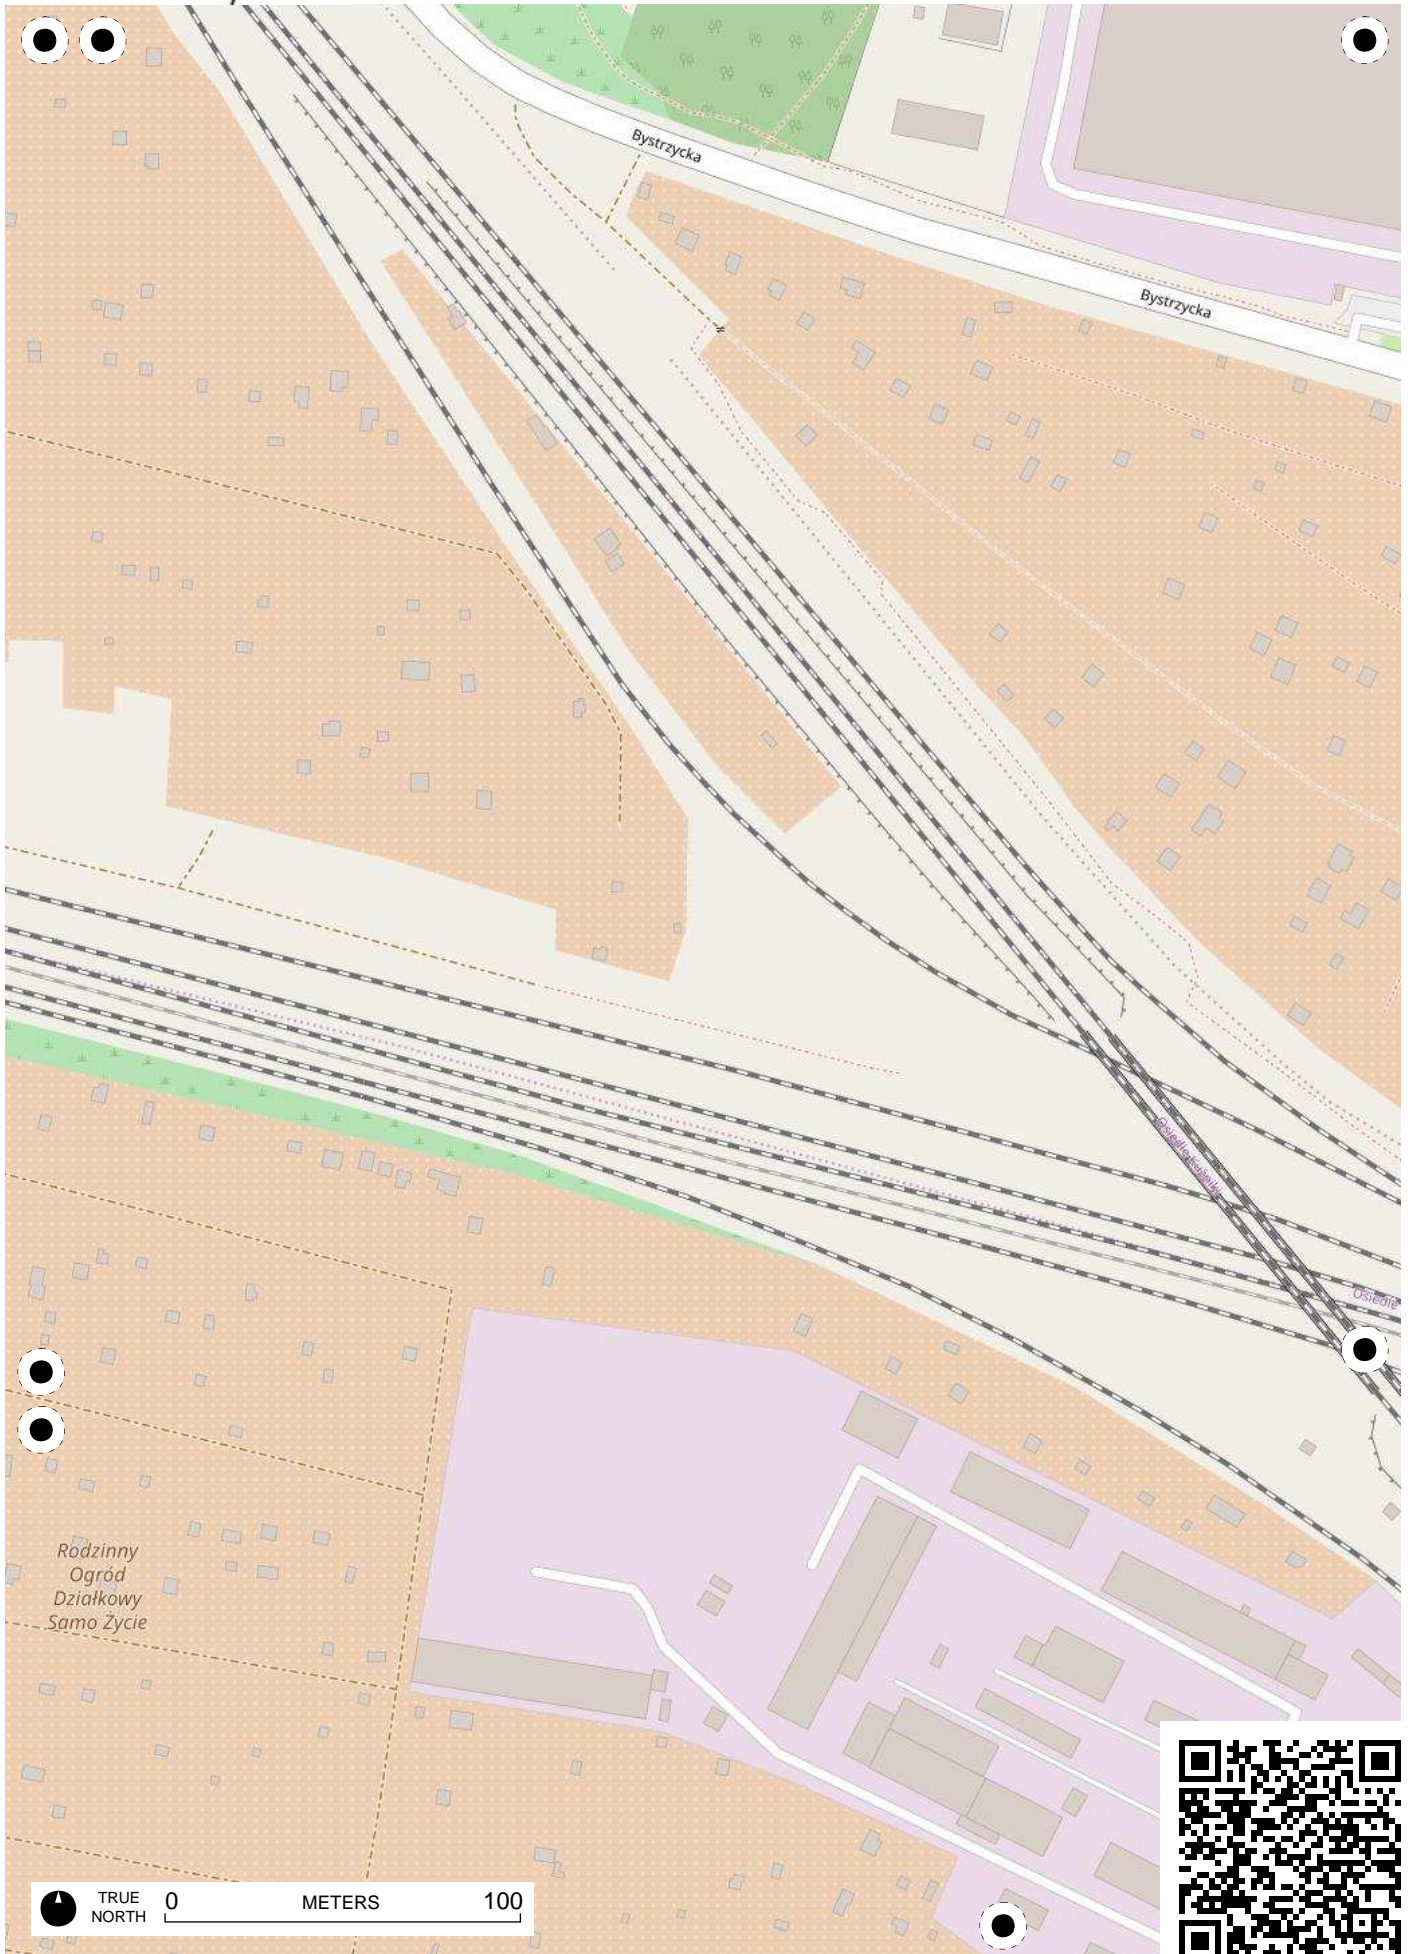 Bystrzycka
Bystrzycka
Osiedle Kuźniki
Osiedle
Rodzinny
Ogród
Działkowy
Samo Życie
TRUE
NORTH
0 METERS 100